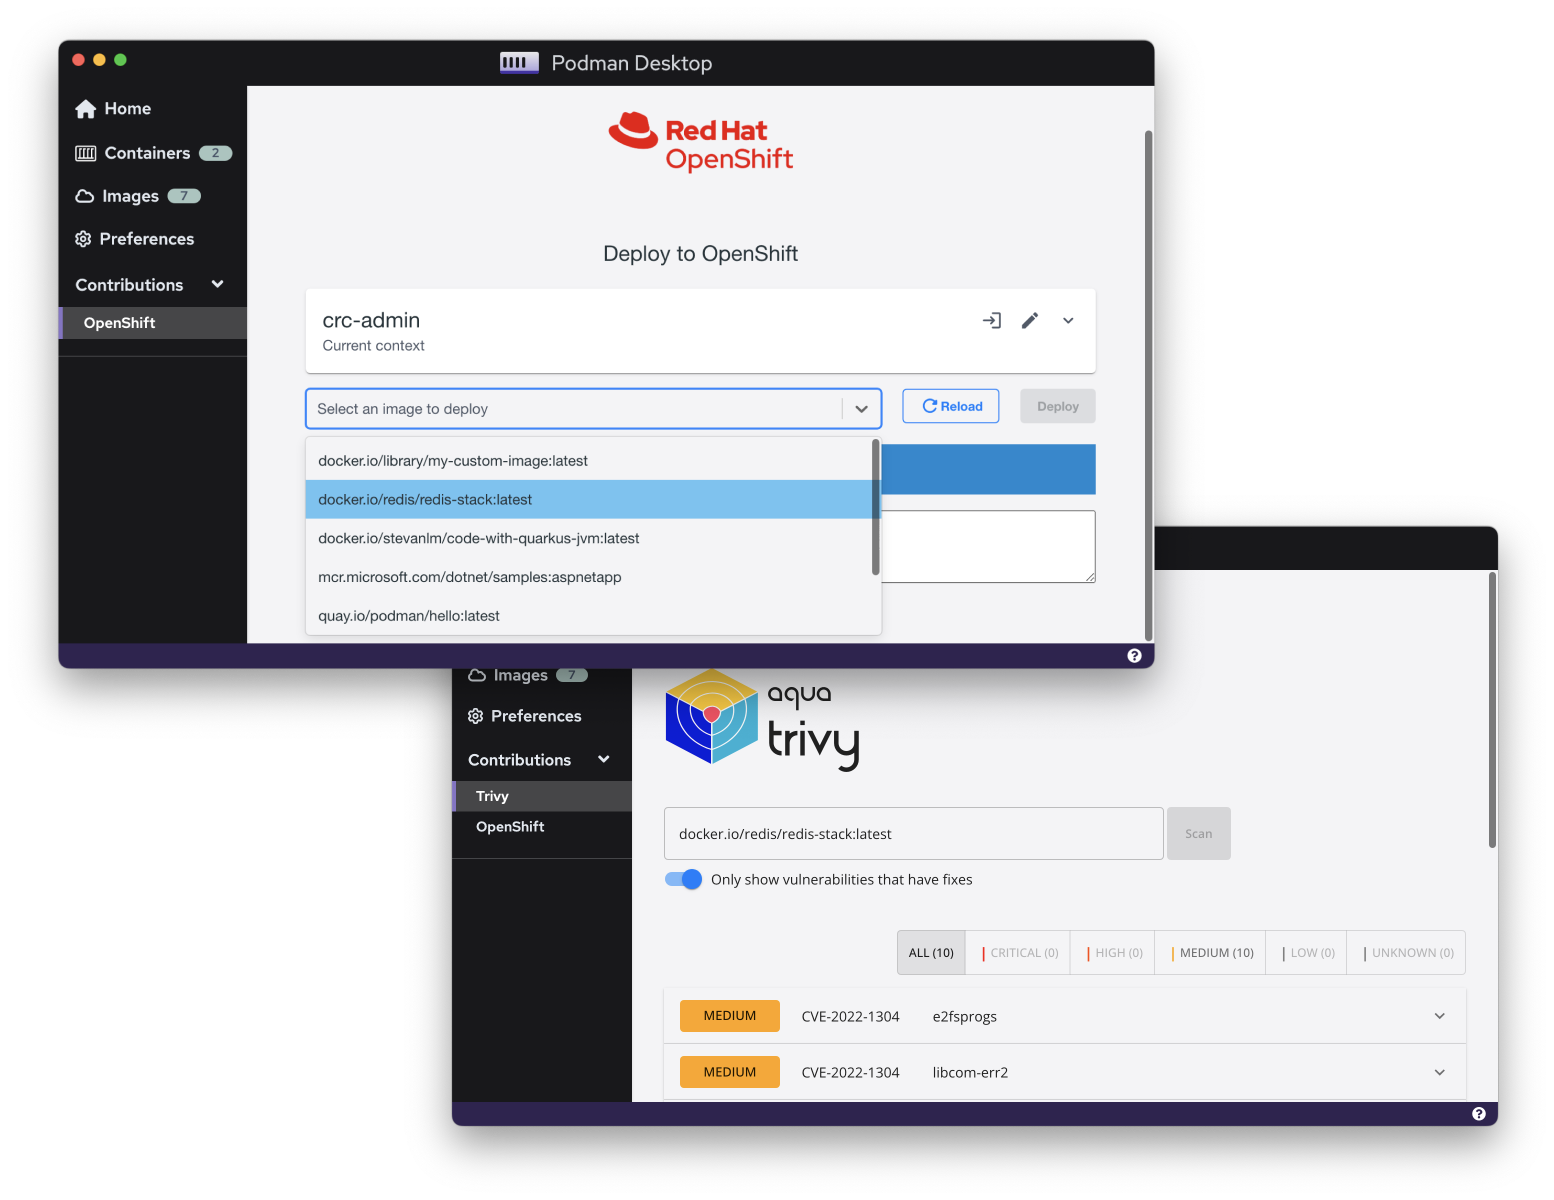 Podman Desktop
Home
Containers 2
Images 7
Preferences
Contributions
OpenShift
Red Hat
OpenShift
Deploy to OpenShift
crc-admin
Current context
Select an image to deploy
Reload
Deploy
docker.io/library/my-custom-image:latest
docker.io/redis/redis-stack:latest
docker.io/stevanlm/code-with-quarkus-jvm:latest
mcr.microsoft.com/dotnet/samples:aspnetapp
quay.io/podman/hello:latest
?
Images 7
Preferences
Contributions
Trivy
OpenShift
aqua
trivy
docker.io/redis/redis-stack:latest
Scan
Only show vulnerabilities that have fixes
ALL (10) CRITICAL (0) HIGH (0) MEDIUM (10) LOW (0) UNKNOWN (0)
MEDIUM CVE-2022-1304 e2fsprogs
MEDIUM CVE-2022-1304 libcom-err2
?